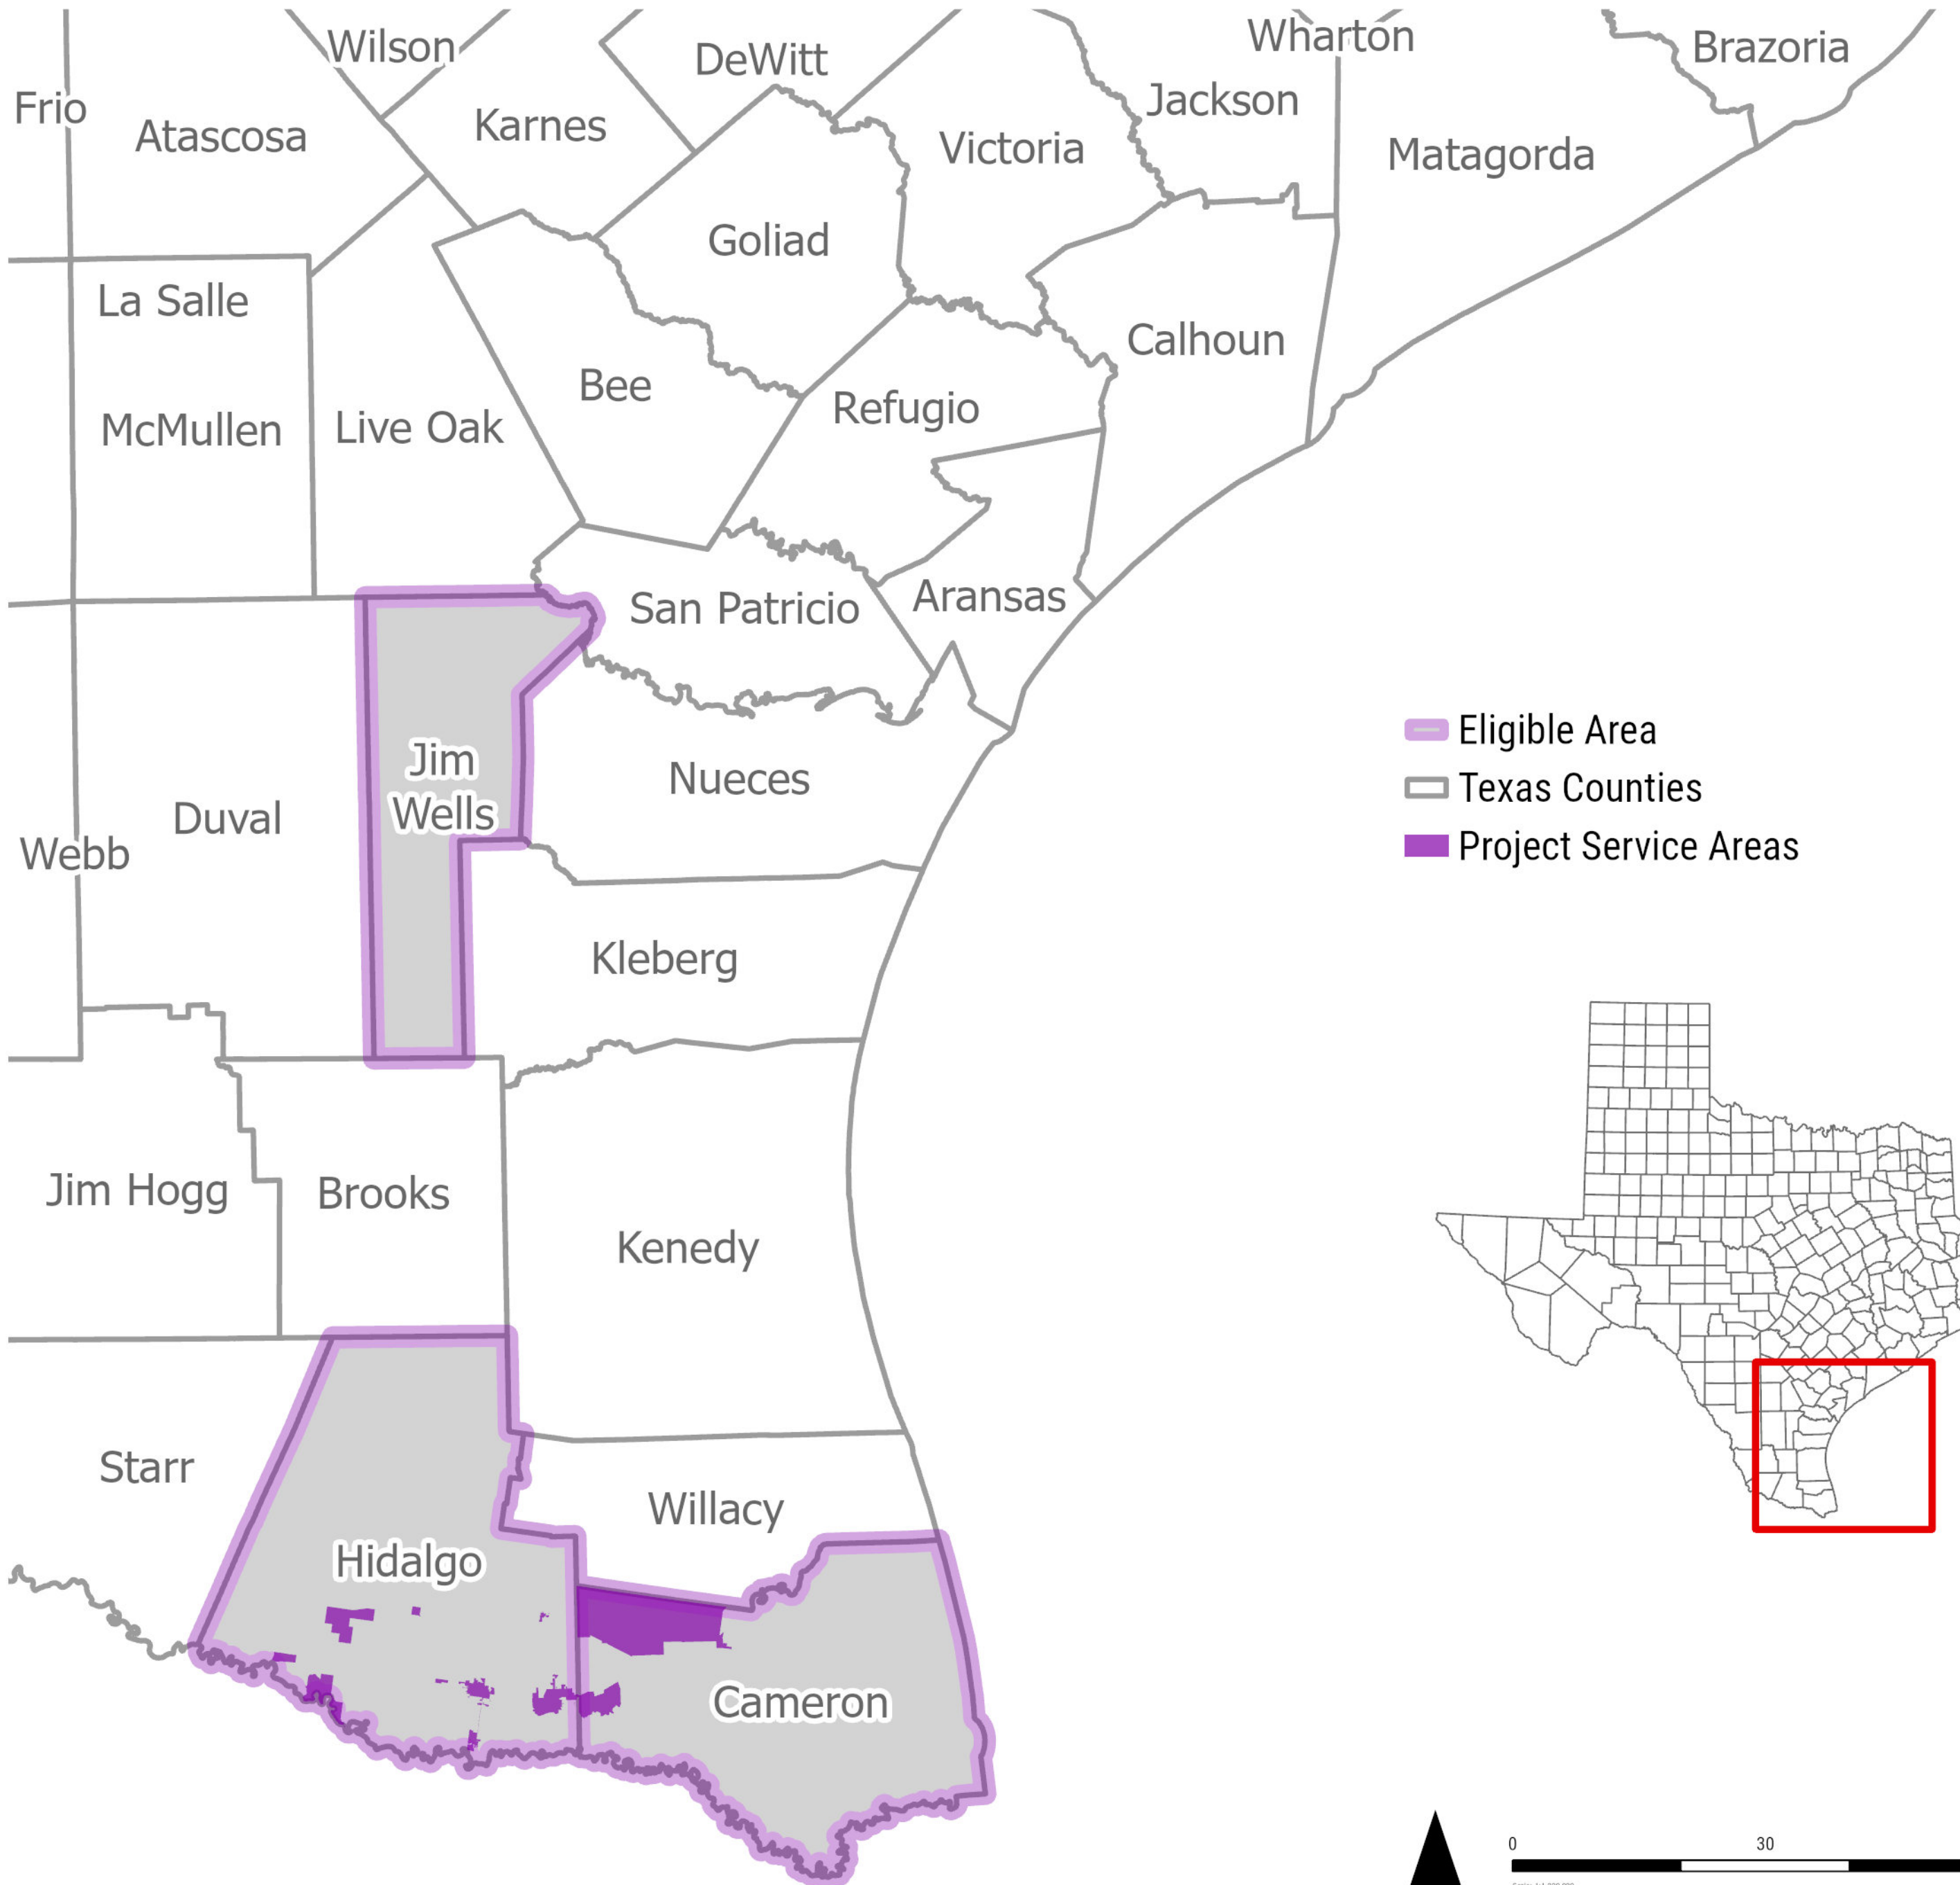 Wilson
DeWitt
Wharton
Brazoria
Frio
Atascosa
Karnes
Jackson
Victoria
Matagorda
Goliad
La Salle
Calhoun
Bee
Refugio
McMullen
Live Oak
San Patricio
Aransas
Jim
Wells
Nueces
Duval
Webb
Eligible Area
Texas Counties
Project Service Areas
Kleberg
Jim Hogg
Brooks
Kenedy
Starr
Willacy
Hidalgo
Cameron
0 30